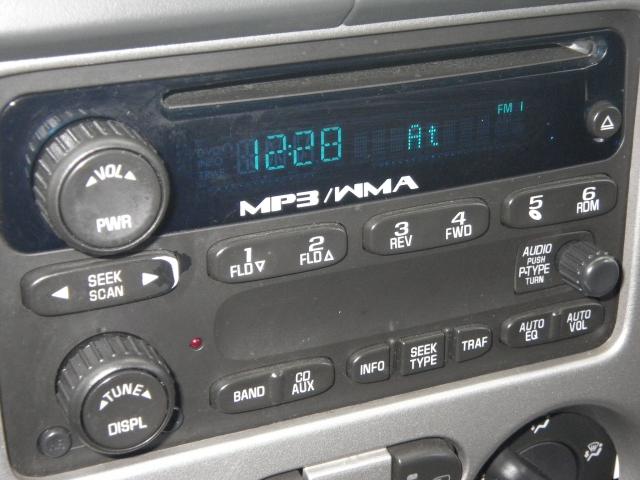 FM 1
12:28 At
MP3/WMA
VOL
PWR
1
FLD
2
FLD
3
REV
4
FWD
5
6
RDM
SEEK
SCAN
AUDIO
PUSH
P-TYPE
TURN
TUNE
DISPL
BAND
CD
AUX
INFO
SEEK
TYPE
TRAF
AUTO
EQ
AUTO
VOL